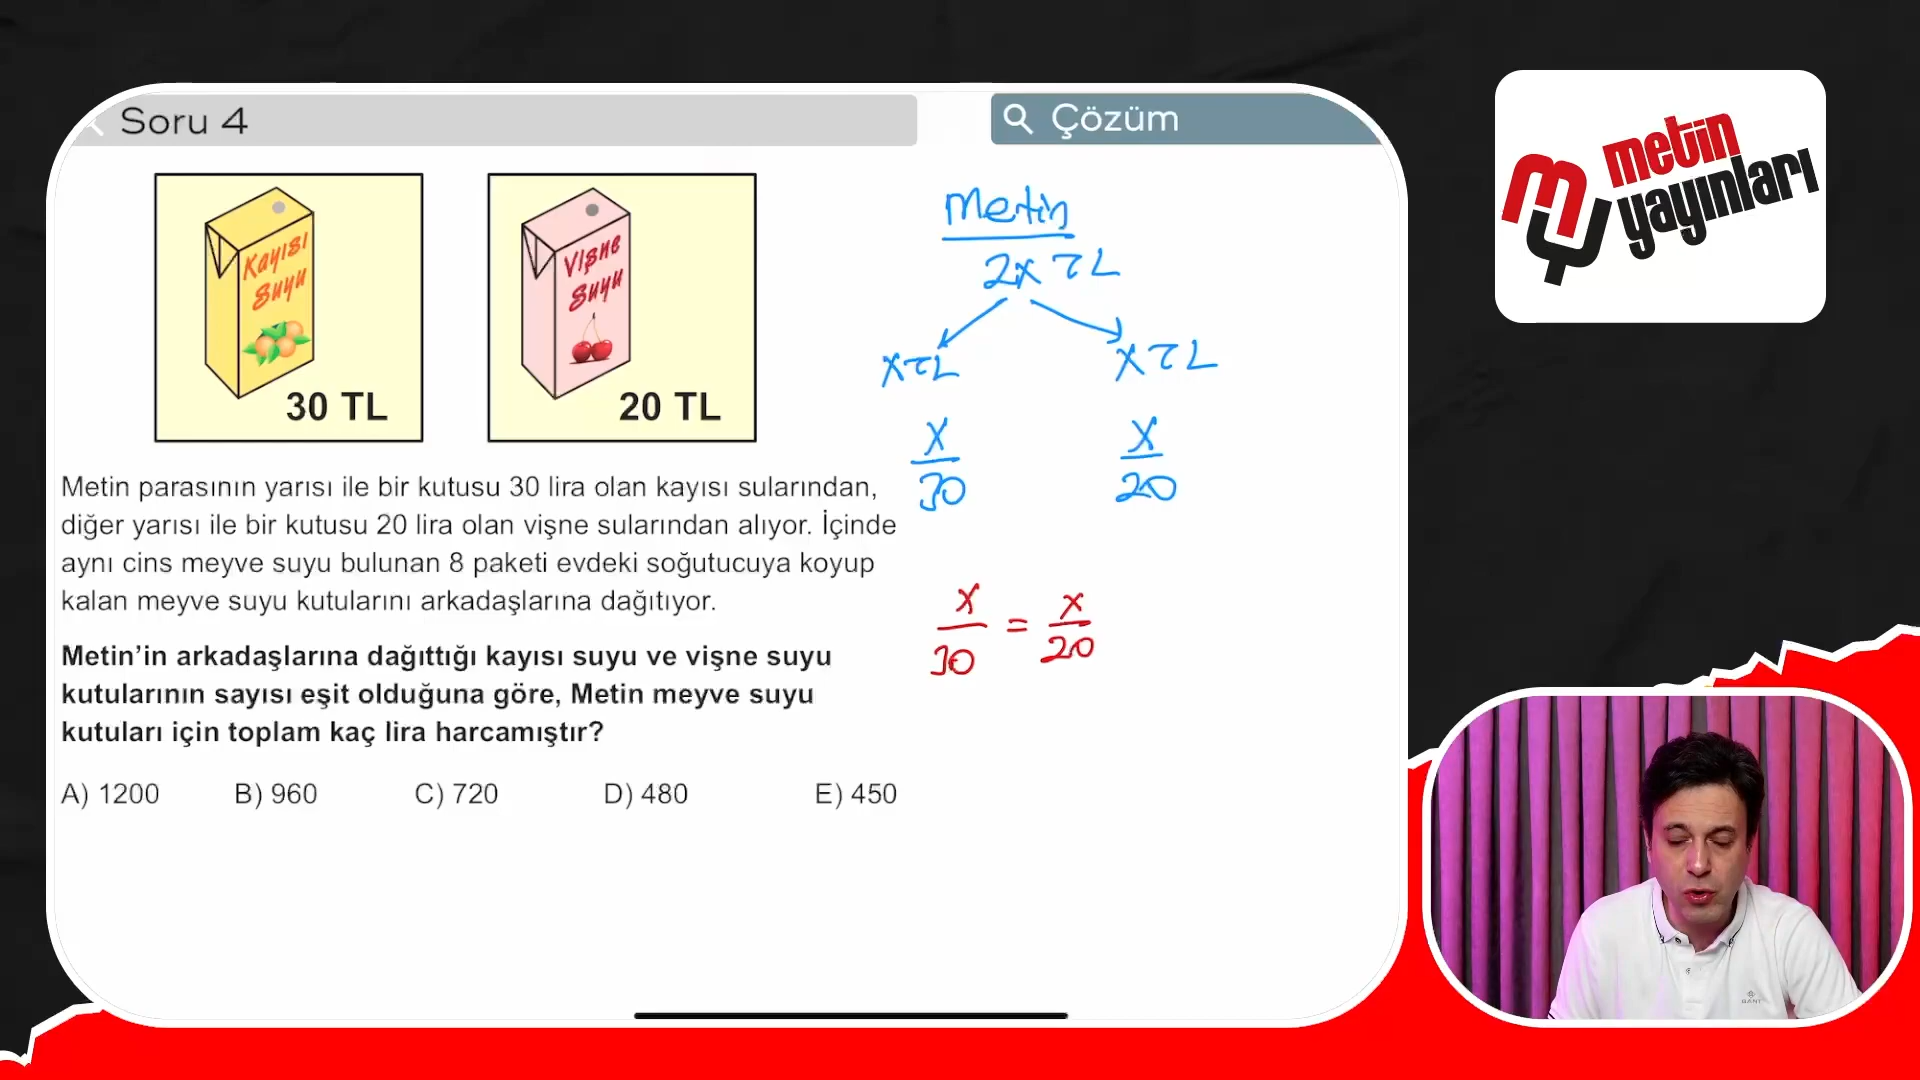 Soru 4
Çözüm
Kayısı
Suyu
30 TL
Vişne
Suyu
20 TL
Metin parasının yarısı ile bir kutusu 30 lira olan kayısı sularından,
diğer yarısı ile bir kutusu 20 lira olan vişne sularından alıyor. İçinde
aynı cins meyve suyu bulunan 8 paketi evdeki soğutucuya koyup
kalan meyve suyu kutularını arkadaşlarına dağıtıyor.
Metin’in arkadaşlarına dağıttığı kayısı suyu ve vişne suyu
kutularının sayısı eşit olduğuna göre, Metin meyve suyu
kutuları için toplam kaç lira harcamıştır?
A) 1200 B) 960 C) 720 D) 480 E) 450
Metin
2x TL
x TL x TL
x/30 x/20
x/30 = x/20
metin
yayınları